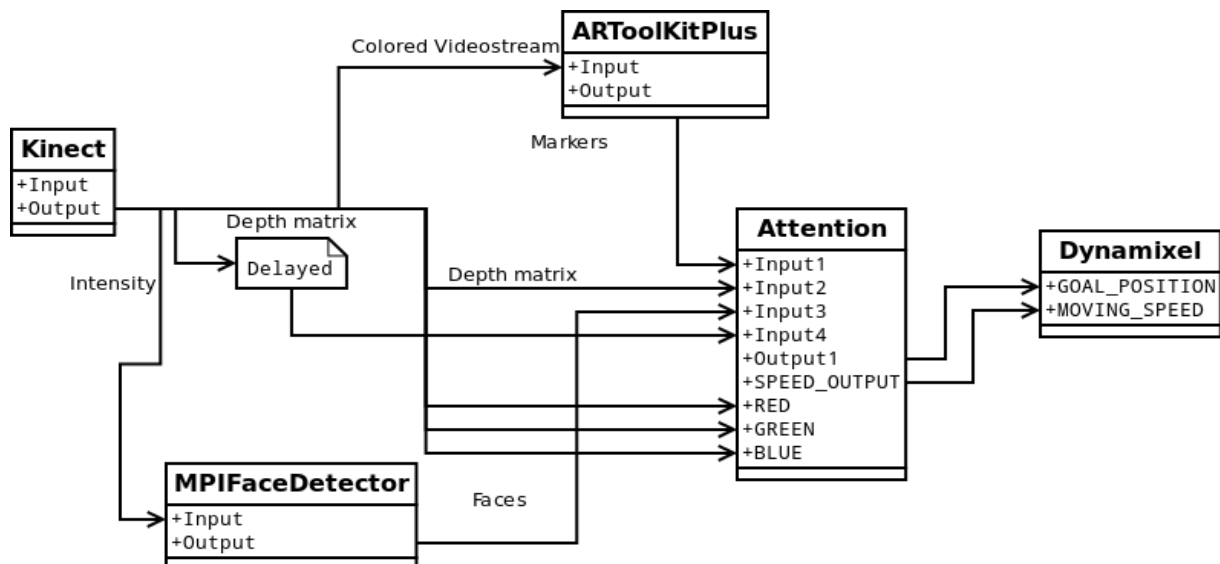 ARToolKitPlus
+Input
+Output
Colored Videostream
Markers
Kinect
+Input
+Output
Depth matrix
Delayed
Intensity
Depth matrix
Attention
+Input1
+Input2
+Input3
+Input4
+Output1
+SPEED_OUTPUT
+RED
+GREEN
+BLUE
Dynamixel
+GOAL_POSITION
+MOVING_SPEED
MPIFaceDetector
+Input
+Output
Faces